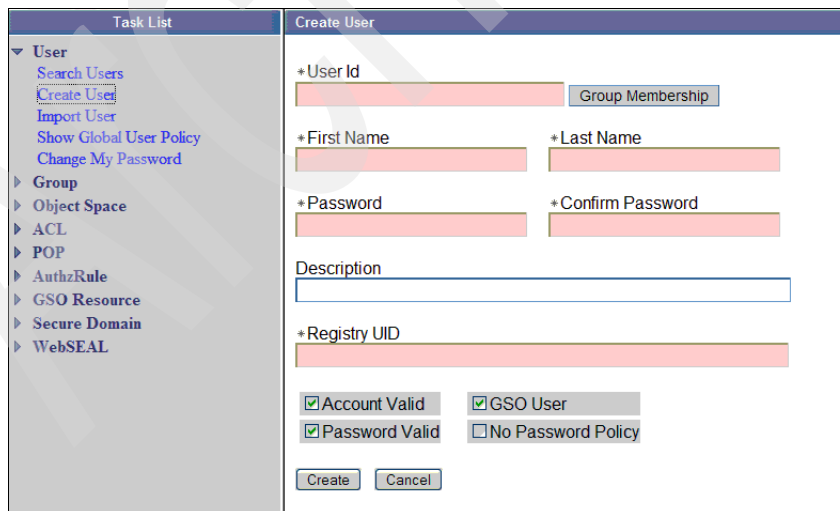 Task List
User
Search Users
Create User
Import User
Show Global User Policy
Change My Password
Group
Object Space
ACL
POP
AuthzRule
GSO Resource
Secure Domain
WebSEAL
Create User
*User Id
Group Membership
*First Name *Last Name
*Password *Confirm Password
Description
*Registry UID
Account Valid GSO User
Password Valid No Password Policy
Create Cancel